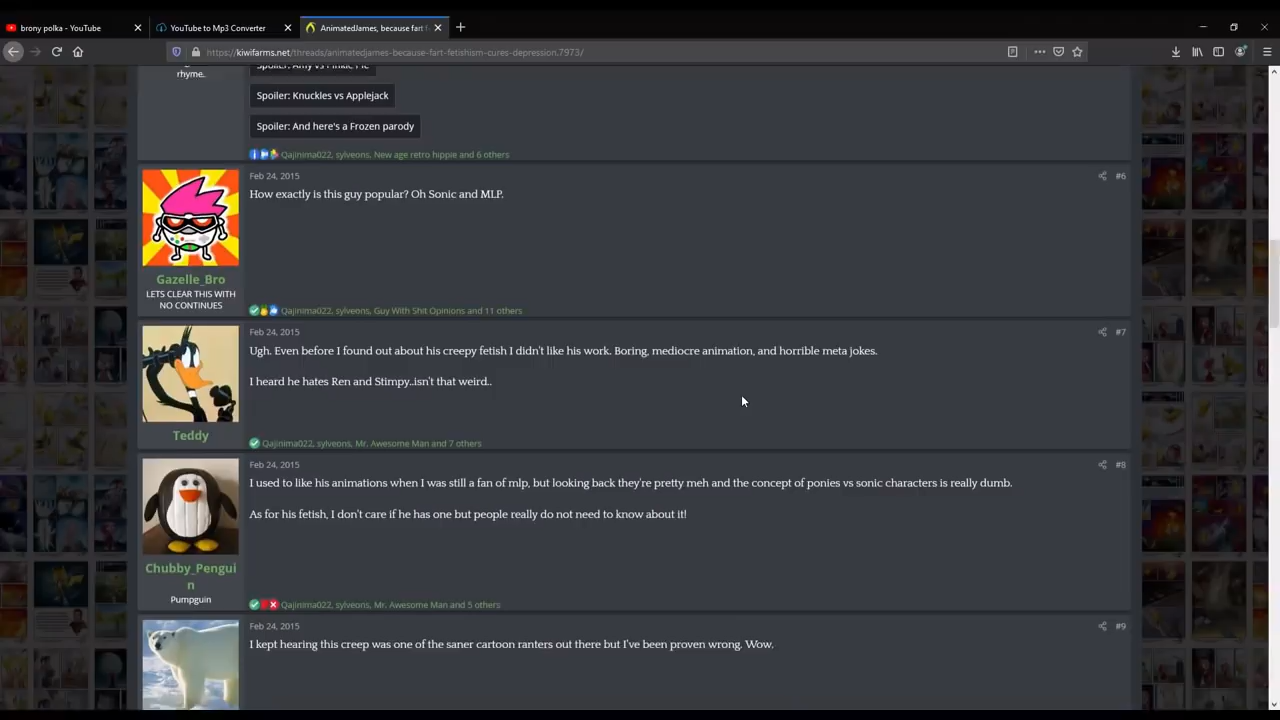 brony polka - YouTube
YouTube to Mp3 Converter
AnimatedJames, because fart f
https://kiwifarms.net/threads/animatedjames-because-fart-fetishism-cures-depression.7973/
rhyme.
Spoiler: Amy vs Pinkie Pie
Spoiler: Knuckles vs Applejack
Spoiler: And here's a Frozen parody
Qajinima022, sylveons, New age retro hippie and 6 others
Feb 24, 2015
#6
How exactly is this guy popular? Oh Sonic and MLP.
Gazelle_Bro
LETS CLEAR THIS WITH
NO CONTINUES
Qajinima022, sylveons, Guy With Shit Opinions and 11 others
Feb 24, 2015
#7
Ugh. Even before I found out about his creepy fetish I didn't like his work. Boring, mediocre animation, and horrible meta jokes.
I heard he hates Ren and Stimpy..isn't that weird..
Teddy
Qajinima022, sylveons, Mr. Awesome Man and 7 others
Feb 24, 2015
#8
I used to like his animations when I was still a fan of mlp, but looking back they're pretty meh and the concept of ponies vs sonic characters is really dumb.
As for his fetish, I don't care if he has one but people really do not need to know about it!
Chubby_Pengui
n
Pumpguin
Qajinima022, sylveons, Mr. Awesome Man and 5 others
Feb 24, 2015
#9
I kept hearing this creep was one of the saner cartoon ranters out there but I've been proven wrong. Wow.